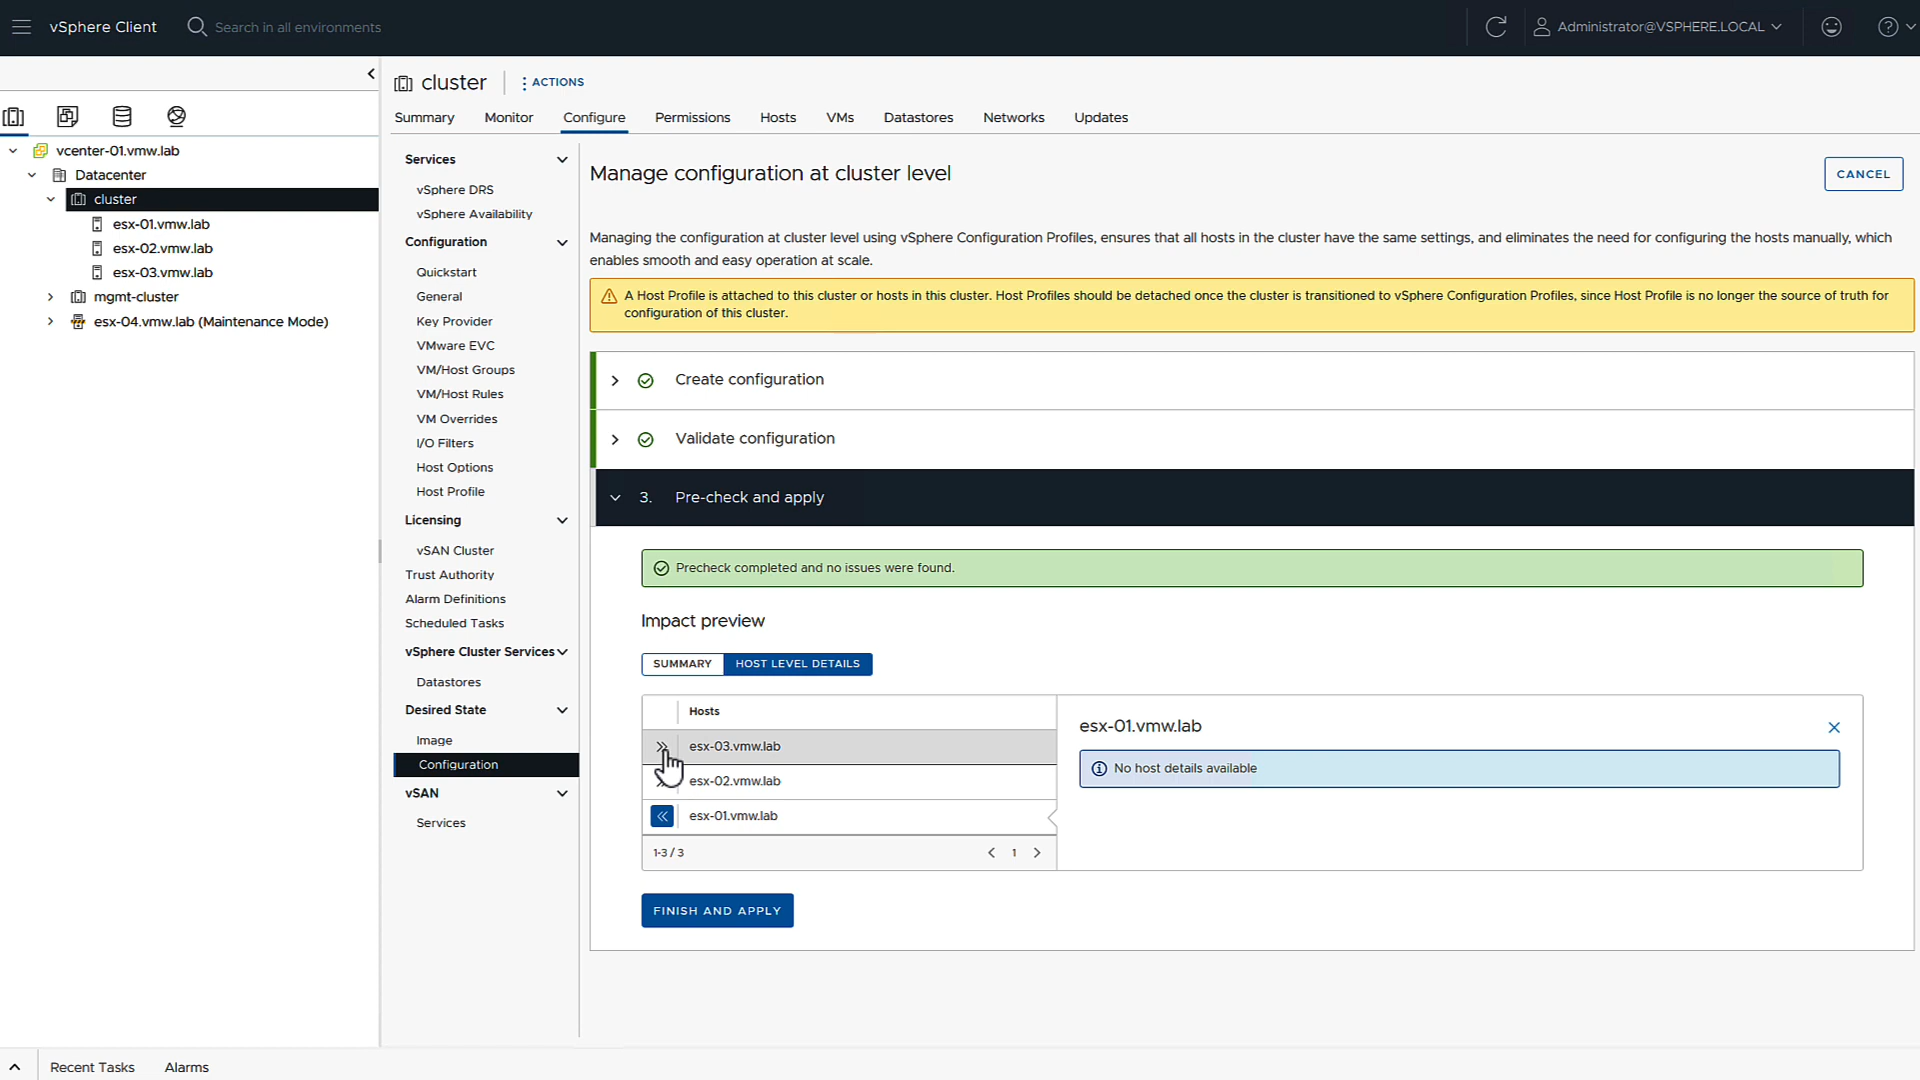 vSphere Client
Search in all environments
Administrator@VSPHERE.LOCAL
cluster
ACTIONS
Summary
Monitor
Configure
Permissions
Hosts
VMs
Datastores
Networks
Updates
vcenter-01.vmw.lab
Datacenter
cluster
esx-01.vmw.lab
esx-02.vmw.lab
esx-03.vmw.lab
mgmt-cluster
esx-04.vmw.lab (Maintenance Mode)
Services
vSphere DRS
vSphere Availability
Configuration
Quickstart
General
Key Provider
VMware EVC
VM/Host Groups
VM/Host Rules
VM Overrides
I/O Filters
Host Options
Host Profile
Licensing
vSAN Cluster
Trust Authority
Alarm Definitions
Scheduled Tasks
vSphere Cluster Services
Datastores
Desired State
Image
Configuration
vSAN
Services
Manage configuration at cluster level
CANCEL
Managing the configuration at cluster level using vSphere Configuration Profiles, ensures that all hosts in the cluster have the same settings, and eliminates the need for configuring the hosts manually, which
enables smooth and easy operation at scale.
A Host Profile is attached to this cluster or hosts in this cluster. Host Profiles should be detached once the cluster is transitioned to vSphere Configuration Profiles, since Host Profile is no longer the source of truth for
configuration of this cluster.
Create configuration
Validate configuration
3. Pre-check and apply
Precheck completed and no issues were found.
Impact preview
SUMMARY
HOST LEVEL DETAILS
Hosts
esx-03.vmw.lab
esx-02.vmw.lab
esx-01.vmw.lab
1-3 / 3
1
esx-01.vmw.lab
No host details available
FINISH AND APPLY
Recent Tasks
Alarms